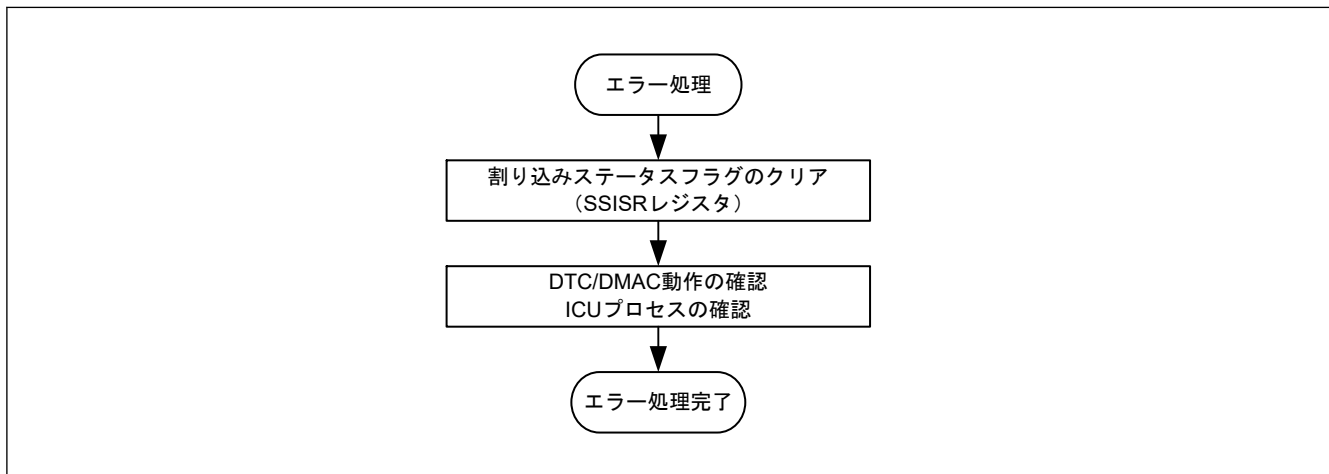 エラー処理
割り込みステータスフラグのクリア
（SSISRレジスタ）
DTC/DMAC動作の確認
ICUプロセスの確認
エラー処理完了